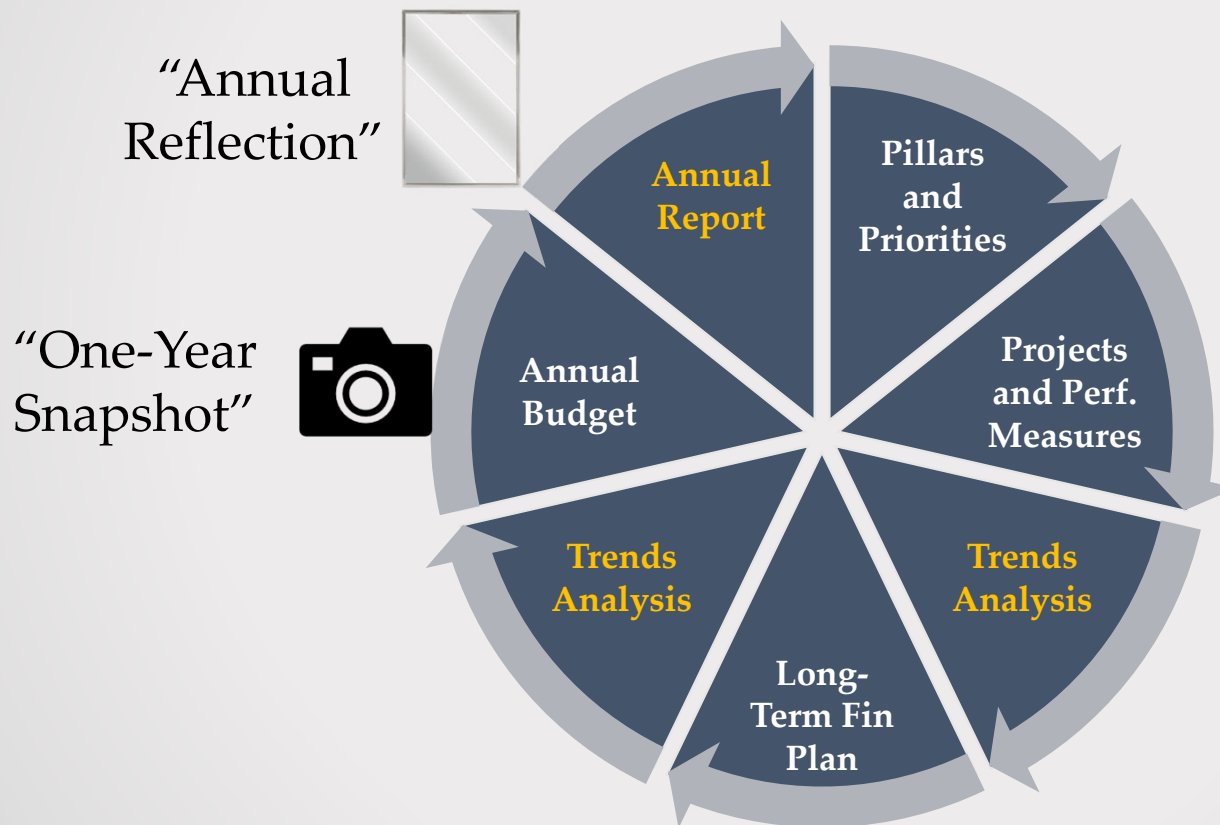 “Annual
Reflection”
Annual
Report
Pillars
and
Priorities
“One-Year
Snapshot”
Annual
Budget
Projects
and Perf.
Measures
Trends
Analysis
Trends
Analysis
Long-
Term Fin
Plan